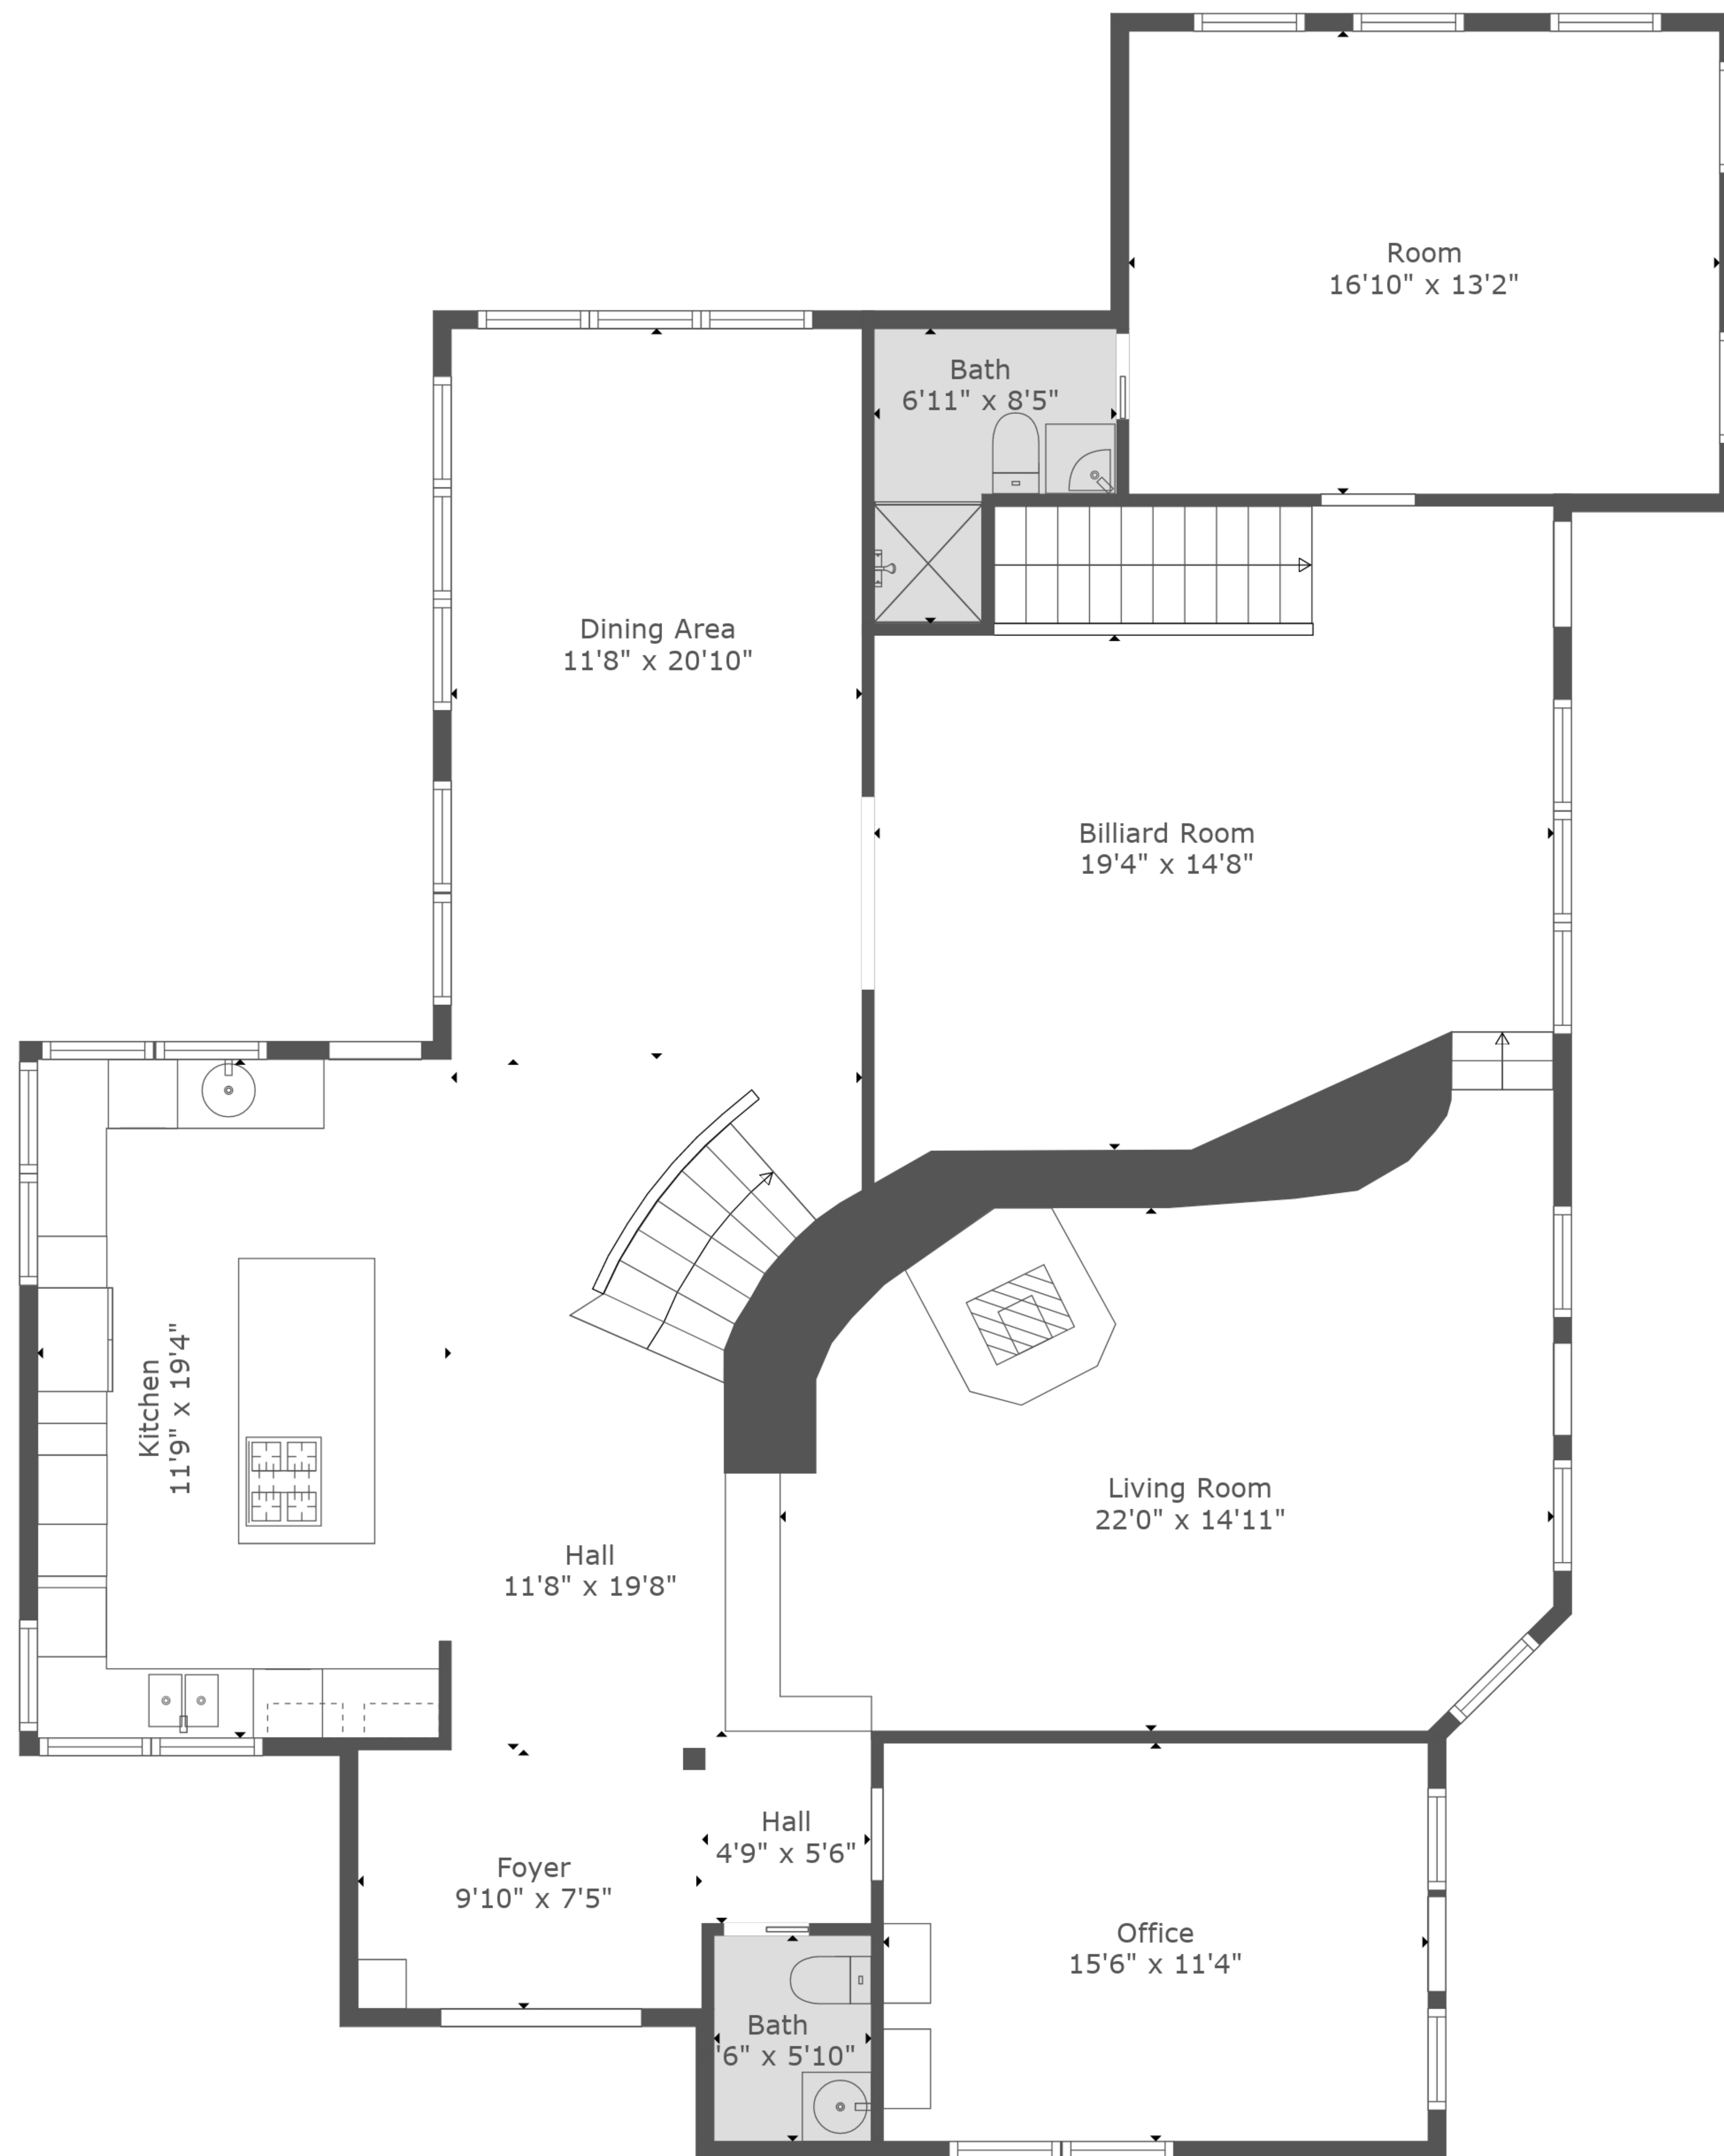 Room
16'10" x 13'2"
Bath
6'11" x 8'5"
Dining Area
11'8" x 20'10"
Billiard Room
19'4" x 14'8"
Kitchen
11'9" x 19'4"
Living Room
22'0" x 14'11"
Hall
11'8" x 19'8"
Hall
4'9" x 5'6"
Foyer
9'10" x 7'5"
Office
15'6" x 11'4"
Bath
'6" x 5'10"